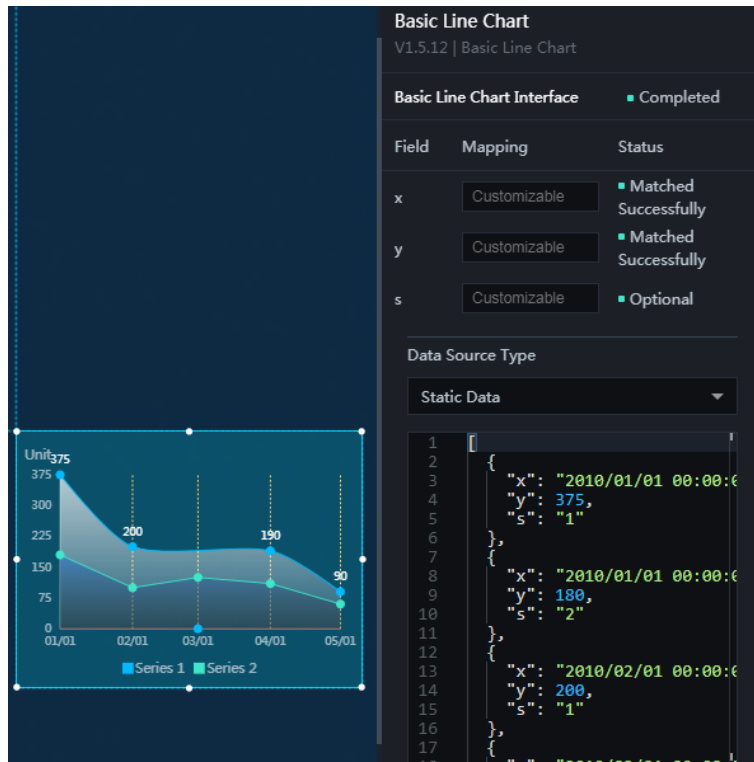 Basic Line Chart
V1.5.12 | Basic Line Chart
Basic Line Chart Interface
Completed
Field Mapping Status
x Customizable Matched Successfully
y Customizable Matched Successfully
s Customizable Optional
Data Source Type
Static Data
1 [
2 {
3 "x": "2010/01/01 00:00:0
4 "y": 375,
5 "s": "1"
6 },
7 {
8 "x": "2010/01/01 00:00:0
9 "y": 180,
10 "s": "2"
11 },
12 {
13 "x": "2010/02/01 00:00:0
14 "y": 200,
15 "s": "1"
16 },
17 {
Unit
375
200
190
90
375
300
225
150
75
0
01/01 02/01 03/01 04/01 05/01
Series 1 Series 2